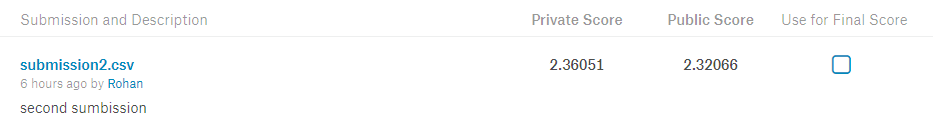 Submission and Description Private Score Public Score Use for Final Score
submission2.csv 2.36051 2.32066
6 hours ago by Rohan
second sumbission